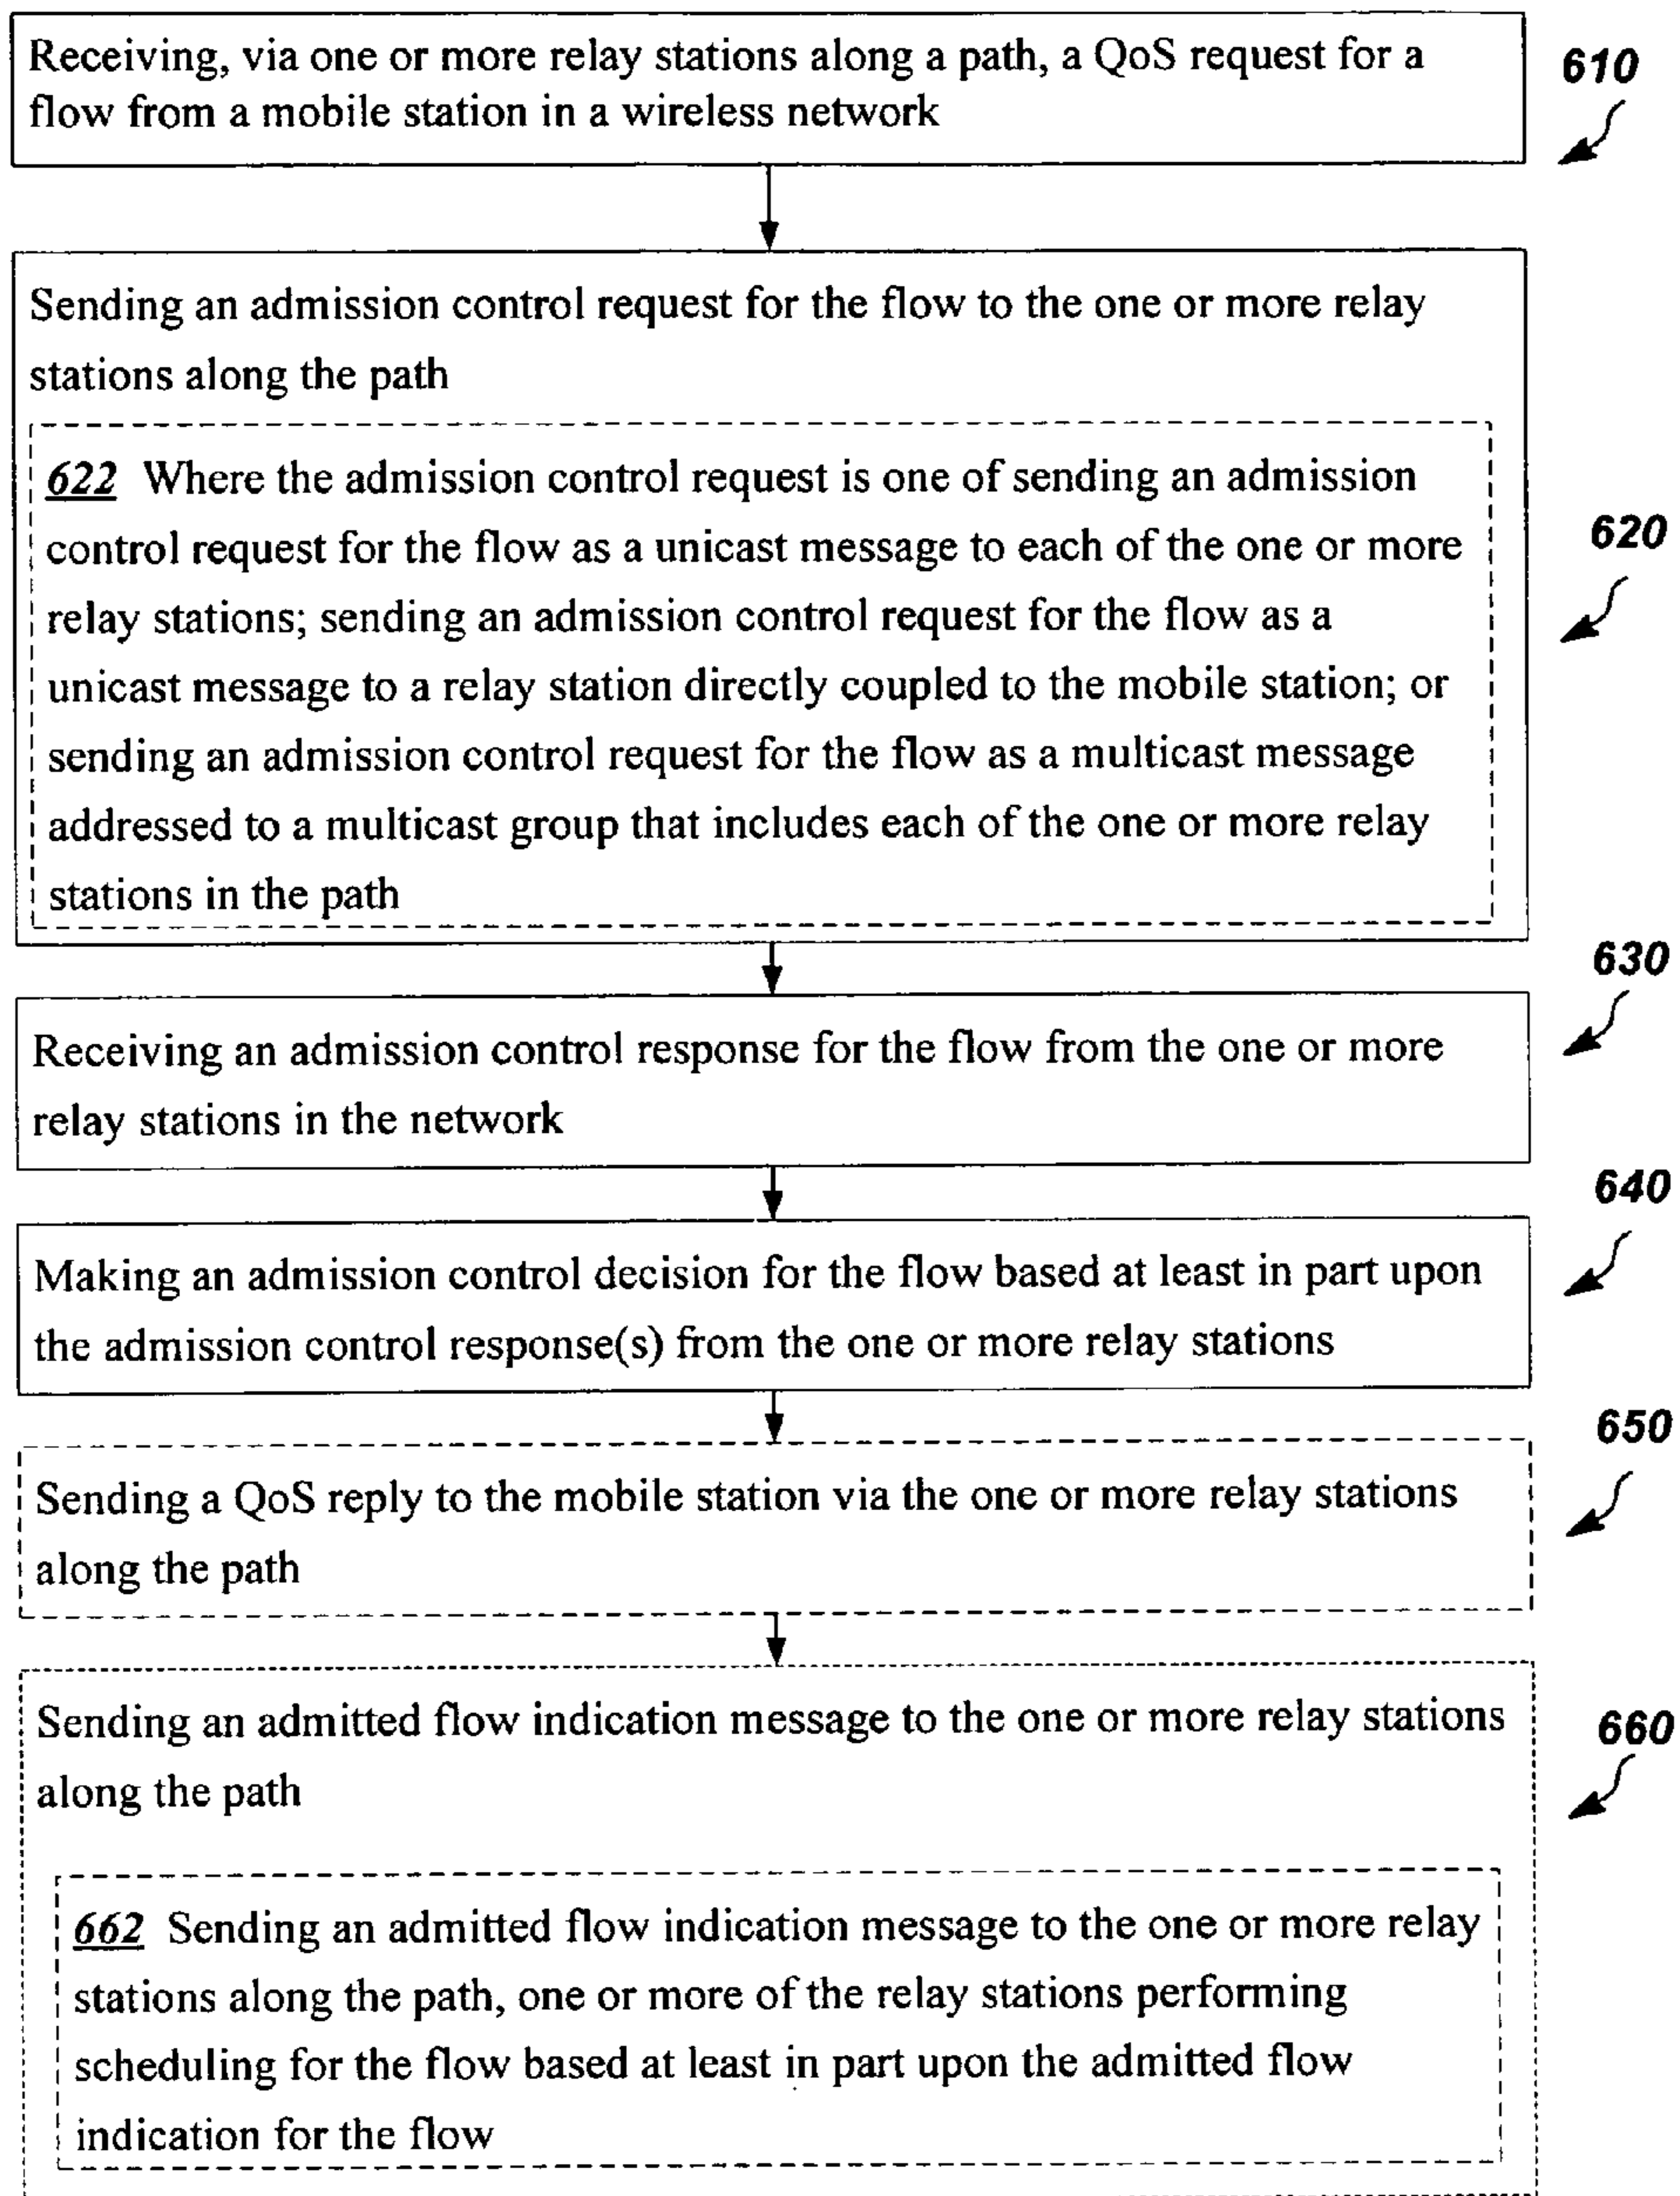 Receiving, via one or more relay stations along a path, a QoS request for a
flow from a mobile station in a wireless network
610
Sending an admission control request for the flow to the one or more relay
stations along the path
622 Where the admission control request is one of sending an admission
control request for the flow as a unicast message to each of the one or more
relay stations; sending an admission control request for the flow as a
unicast message to a relay station directly coupled to the mobile station; or
sending an admission control request for the flow as a multicast message
addressed to a multicast group that includes each of the one or more relay
stations in the path
620
Receiving an admission control response for the flow from the one or more
relay stations in the network
630
Making an admission control decision for the flow based at least in part upon
the admission control response(s) from the one or more relay stations
640
Sending a QoS reply to the mobile station via the one or more relay stations
along the path
650
Sending an admitted flow indication message to the one or more relay stations
along the path
660
662 Sending an admitted flow indication message to the one or more relay
stations along the path, one or more of the relay stations performing
scheduling for the flow based at least in part upon the admitted flow
indication for the flow